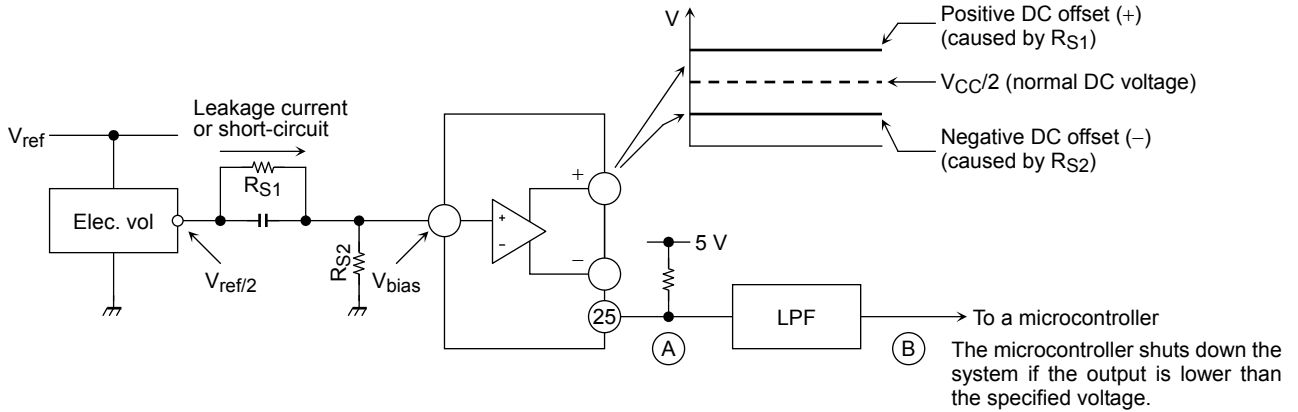 V
Positive DC offset (+)
(caused by RS1)
VCC/2 (normal DC voltage)
Negative DC offset (−)
(caused by RS2)
Leakage current
or short-circuit
Vref
RS1
Elec. vol
Vref/2
RS2
Vbias
+
−
+
−
25
5 V
A
LPF
B
To a microcontroller
The microcontroller shuts down the
system if the output is lower than
the specified voltage.